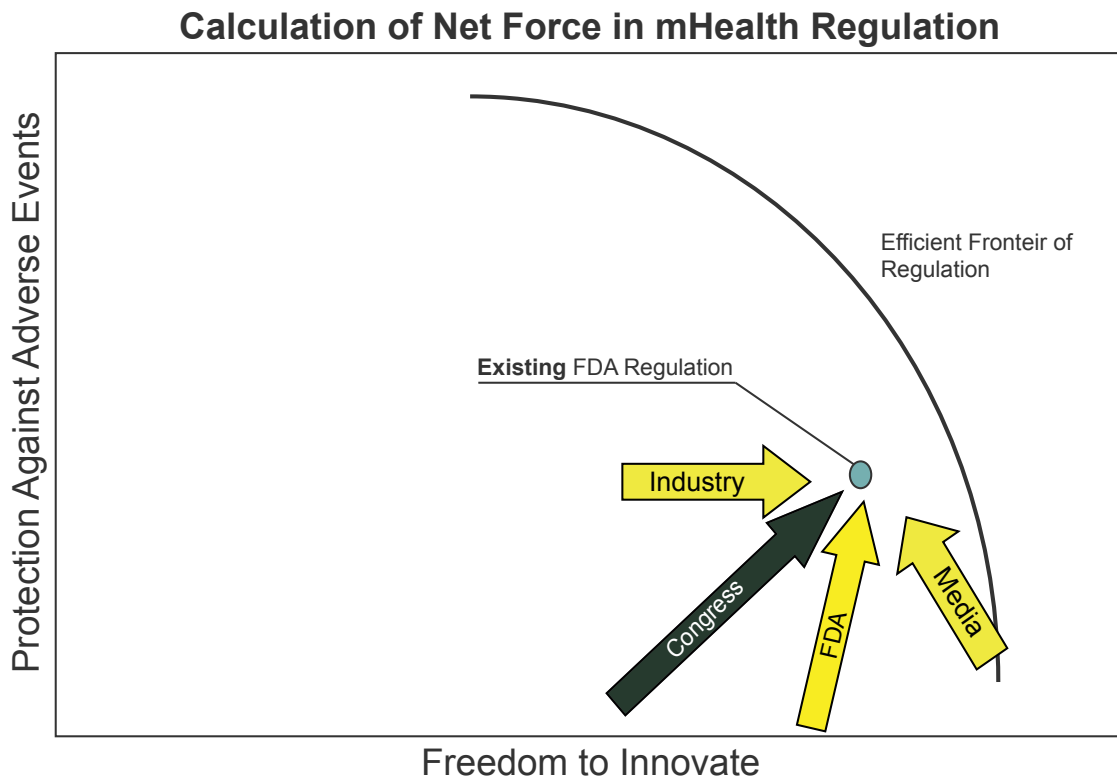 Calculation of Net Force in mHealth Regulation
Protection Against Adverse Events
Efficient Fronteir of
Regulation
Existing FDA Regulation
Industry
Congress
FDA
Media
Freedom to Innovate